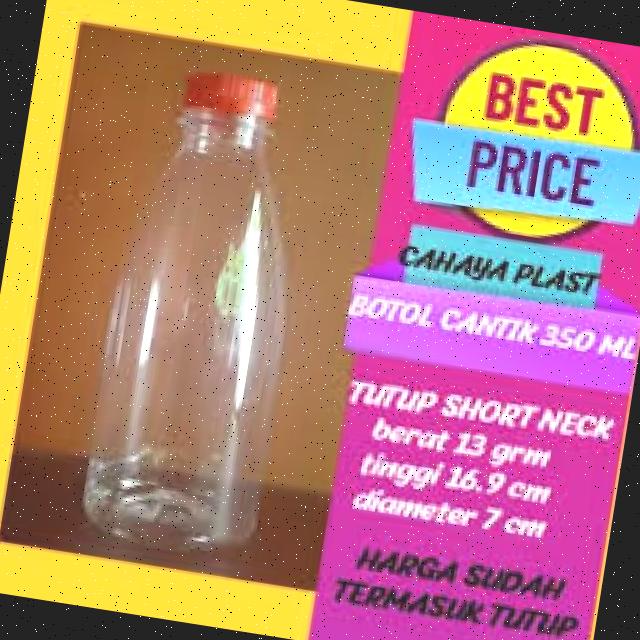 BEST
PRICE
CAHAYA PLAST
BOTOL CANTIK 350 ML
TUTUP SHORT NECK
berat 13 grm
tinggi 16.9 cm
diameter 7 cm
HARGA SUDAH
TERMASUK TUTUP